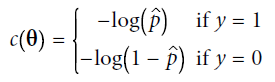 c(θ) = { −log(p̂) if y = 1
−log(1 − p̂) if y = 0